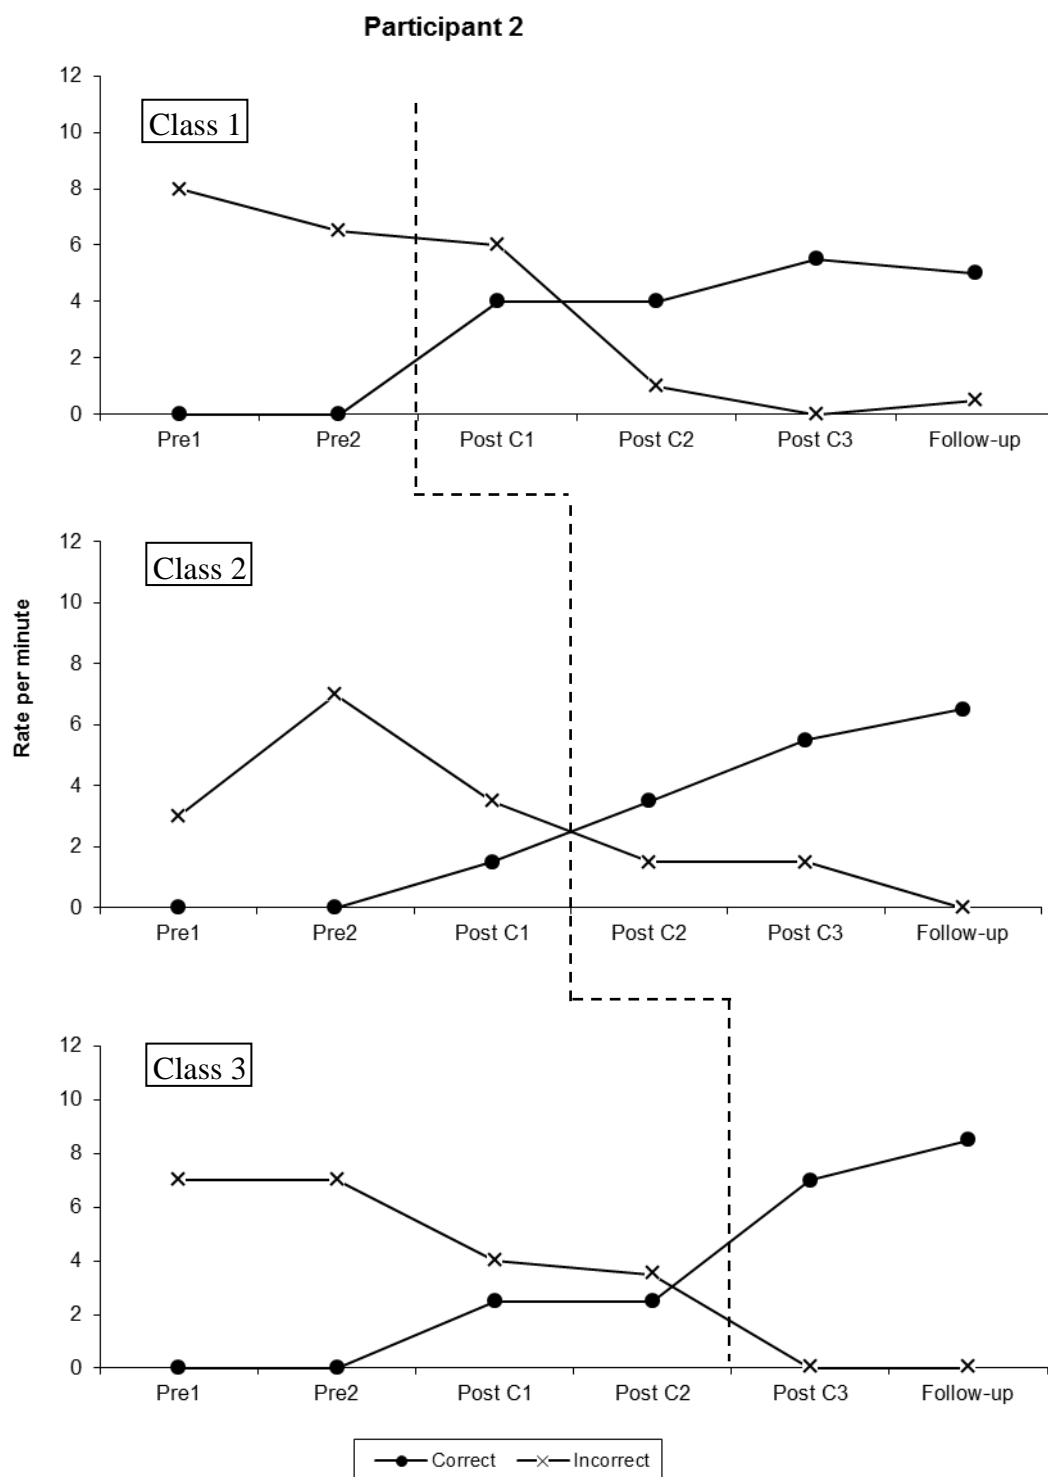 Participant 2
12
Class 1
10
8
6
4
2
0
Pre1 Pre2 Post C1 Post C2 Post C3 Follow-up
Rate per minute
12
Class 2
10
8
6
4
2
0
Pre1 Pre2 Post C1 Post C2 Post C3 Follow-up
12
Class 3
10
8
6
4
2
0
Pre1 Pre2 Post C1 Post C2 Post C3 Follow-up
Correct Incorrect